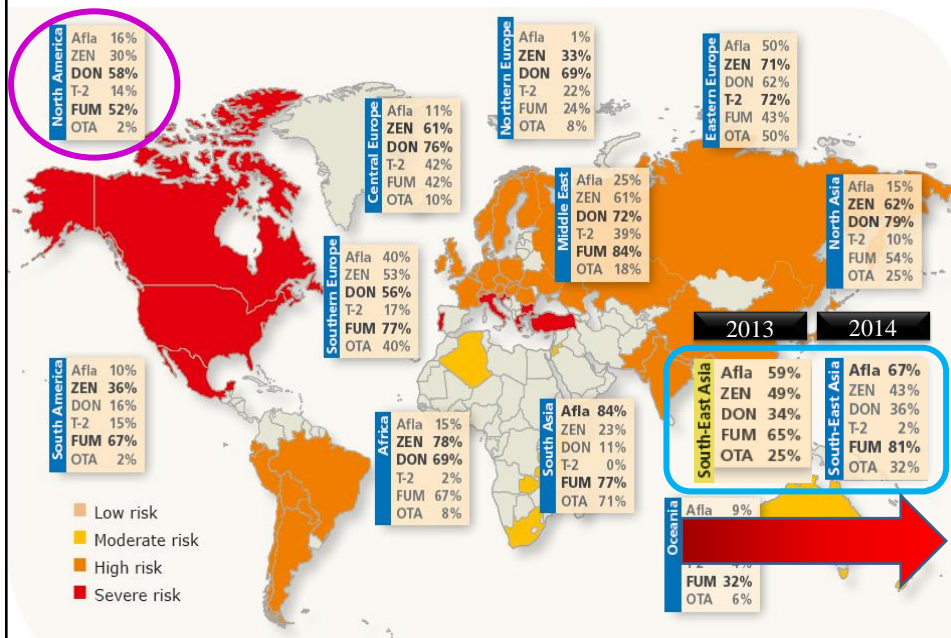 North America
Afla 16%
ZEN 30%
DON 58%
T-2 14%
FUM 52%
OTA 2%
Central Europe
Afla 11%
ZEN 61%
DON 76%
T-2 42%
FUM 42%
OTA 10%
Northern Europe
Afla 1%
ZEN 33%
DON 69%
T-2 22%
FUM 24%
OTA 8%
Eastern Europe
Afla 50%
ZEN 71%
DON 62%
T-2 72%
FUM 43%
OTA 50%
Southern Europe
Afla 40%
ZEN 53%
DON 56%
T-2 17%
FUM 77%
OTA 40%
Middle East
Afla 25%
ZEN 61%
DON 72%
T-2 39%
FUM 84%
OTA 18%
North Asia
Afla 15%
ZEN 62%
DON 79%
T-2 10%
FUM 54%
OTA 25%
2013
2014
South America
Afla 10%
ZEN 36%
DON 16%
T-2 15%
FUM 67%
OTA 2%
Africa
Afla 15%
ZEN 78%
DON 69%
T-2 2%
FUM 67%
OTA 8%
South Asia
Afla 84%
ZEN 23%
DON 11%
T-2 0%
FUM 77%
OTA 71%
South-East Asia
Afla 59%
ZEN 49%
DON 34%
FUM 65%
OTA 25%
South-East Asia
Afla 67%
ZEN 43%
DON 36%
T-2 2%
FUM 81%
OTA 32%
Oceania
Afla 9%
FUM 32%
OTA 6%
Low risk
Moderate risk
High risk
Severe risk